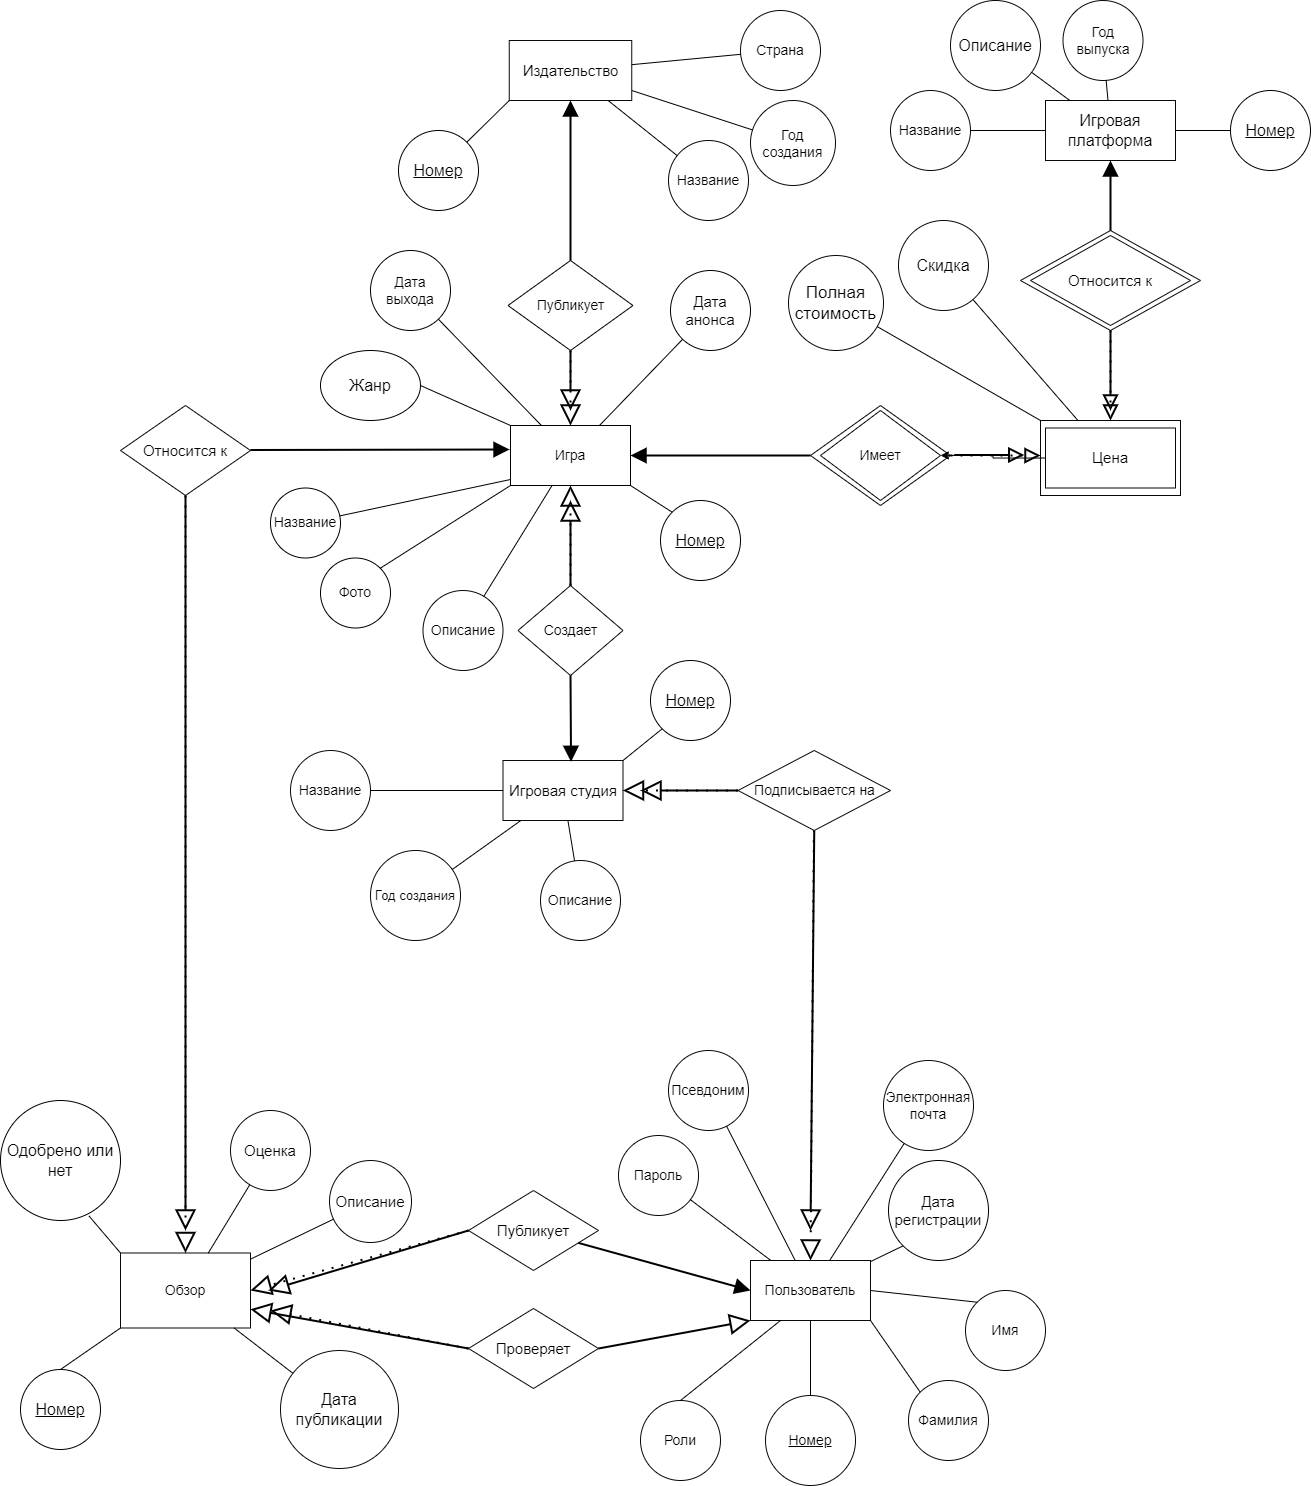 Описание
Год
выпуска
Страна
Издательство
Игровая
платформа
Название
Номер
Год
создания
Номер
Название
Скидка
Относится к
Дата
выхода
Публикует
Дата
анонса
Полная
стоимость
Жанр
Относится к
Игра
Имеет
Цена
Название
Номер
Фото
Описание
Создает
Номер
Название
Игровая студия
Подписывается на
Год создания
Описание
Псевдоним
Электронная
почта
Одобрено или
нет
Оценка
Пароль
Описание
Дата
регистрации
Публикует
Обзор
Пользователь
Имя
Проверяет
Номер
Дата
публикации
Роли
Номер
Фамилия